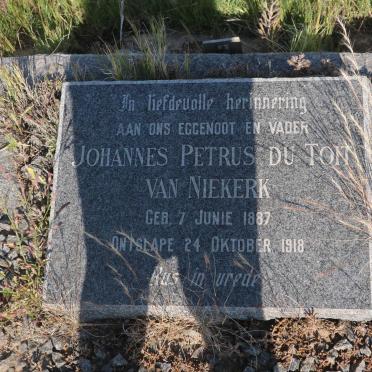 In liefdevolle herinnering
AAN ONS EGGENOOT EN VADER
JOHANNES PETRUS DU TOIT
VAN NIEKERK
GEB. 7 JUNIE 1887
ONTSLAPE 24 OKTOBER 1918
Rus in vrede